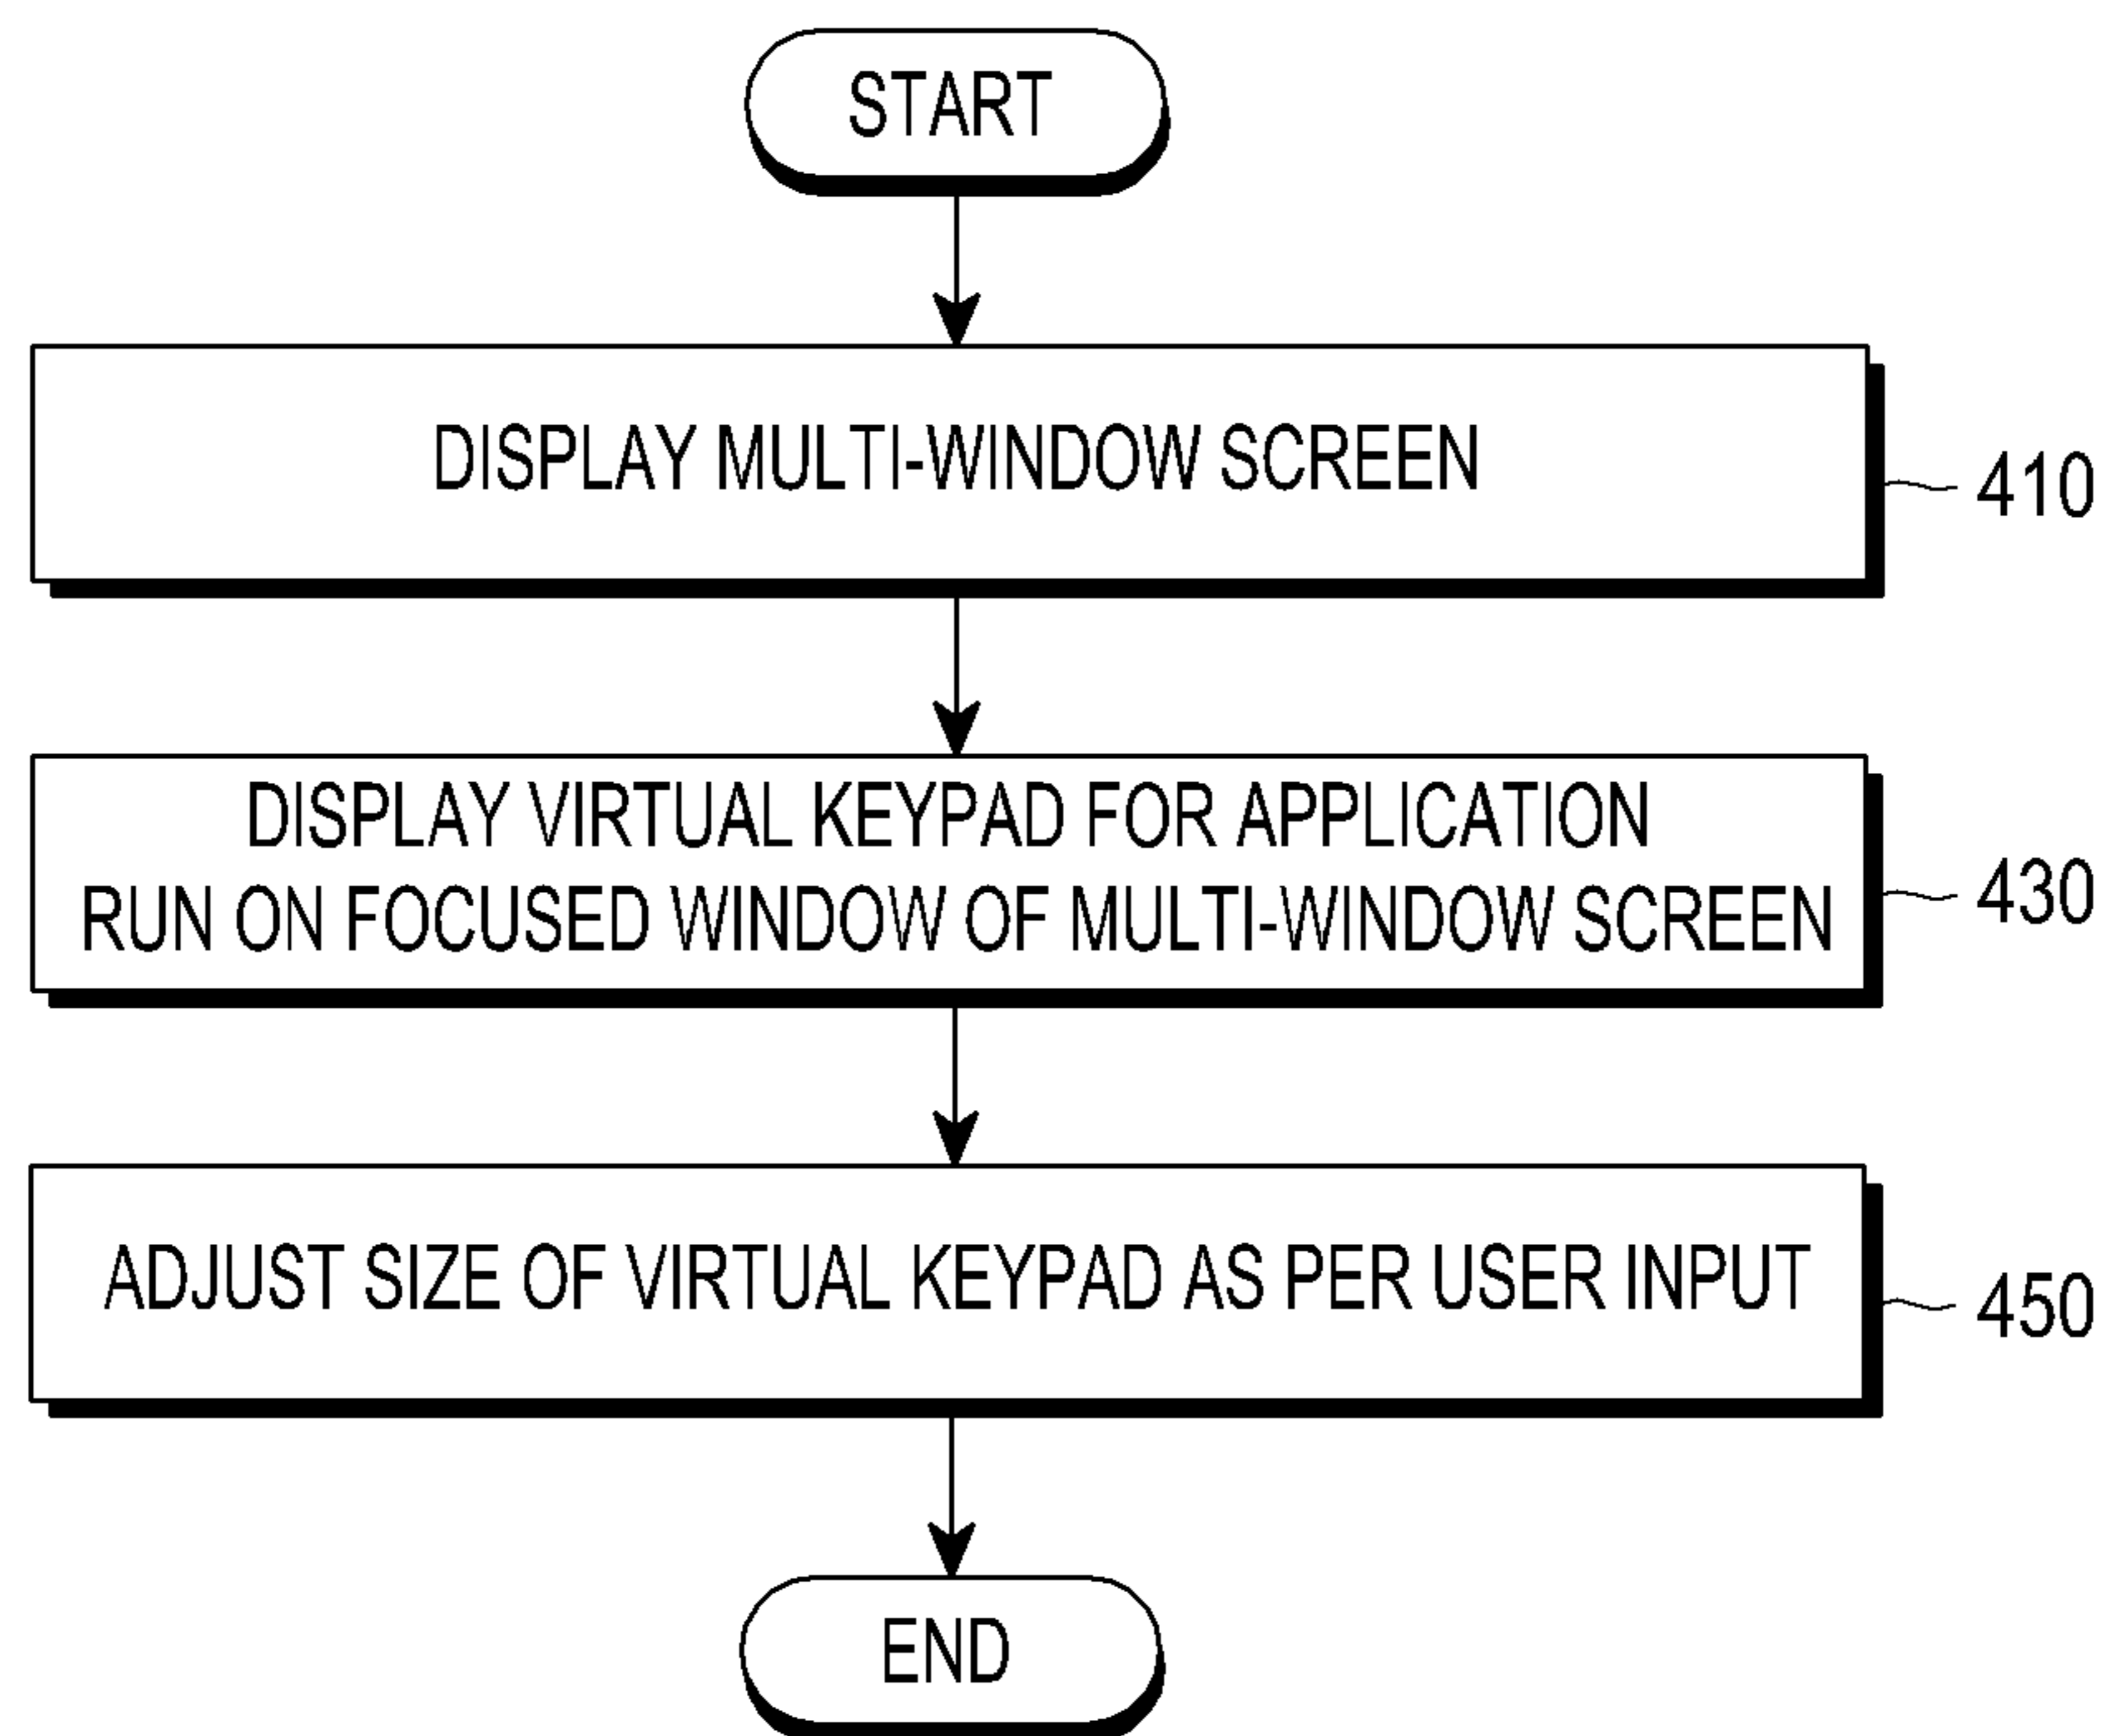 START
DISPLAY MULTI-WINDOW SCREEN
410
DISPLAY VIRTUAL KEYPAD FOR APPLICATION
RUN ON FOCUSED WINDOW OF MULTI-WINDOW SCREEN
430
ADJUST SIZE OF VIRTUAL KEYPAD AS PER USER INPUT
450
END